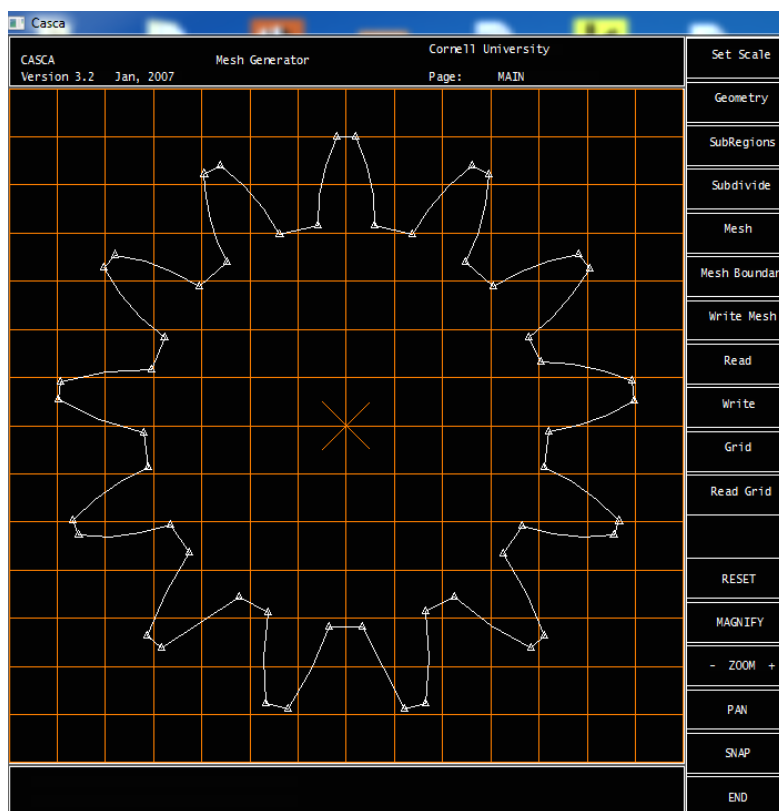 Casca
CASCA
Mesh Generator
Cornell University
Version 3.2 Jan, 2007
Page: MAIN
Set Scale
Geometry
SubRegions
Subdivide
Mesh
Mesh Boundar
Write Mesh
Read
Write
Grid
Read Grid
RESET
MAGNIFY
- ZOOM +
PAN
SNAP
END